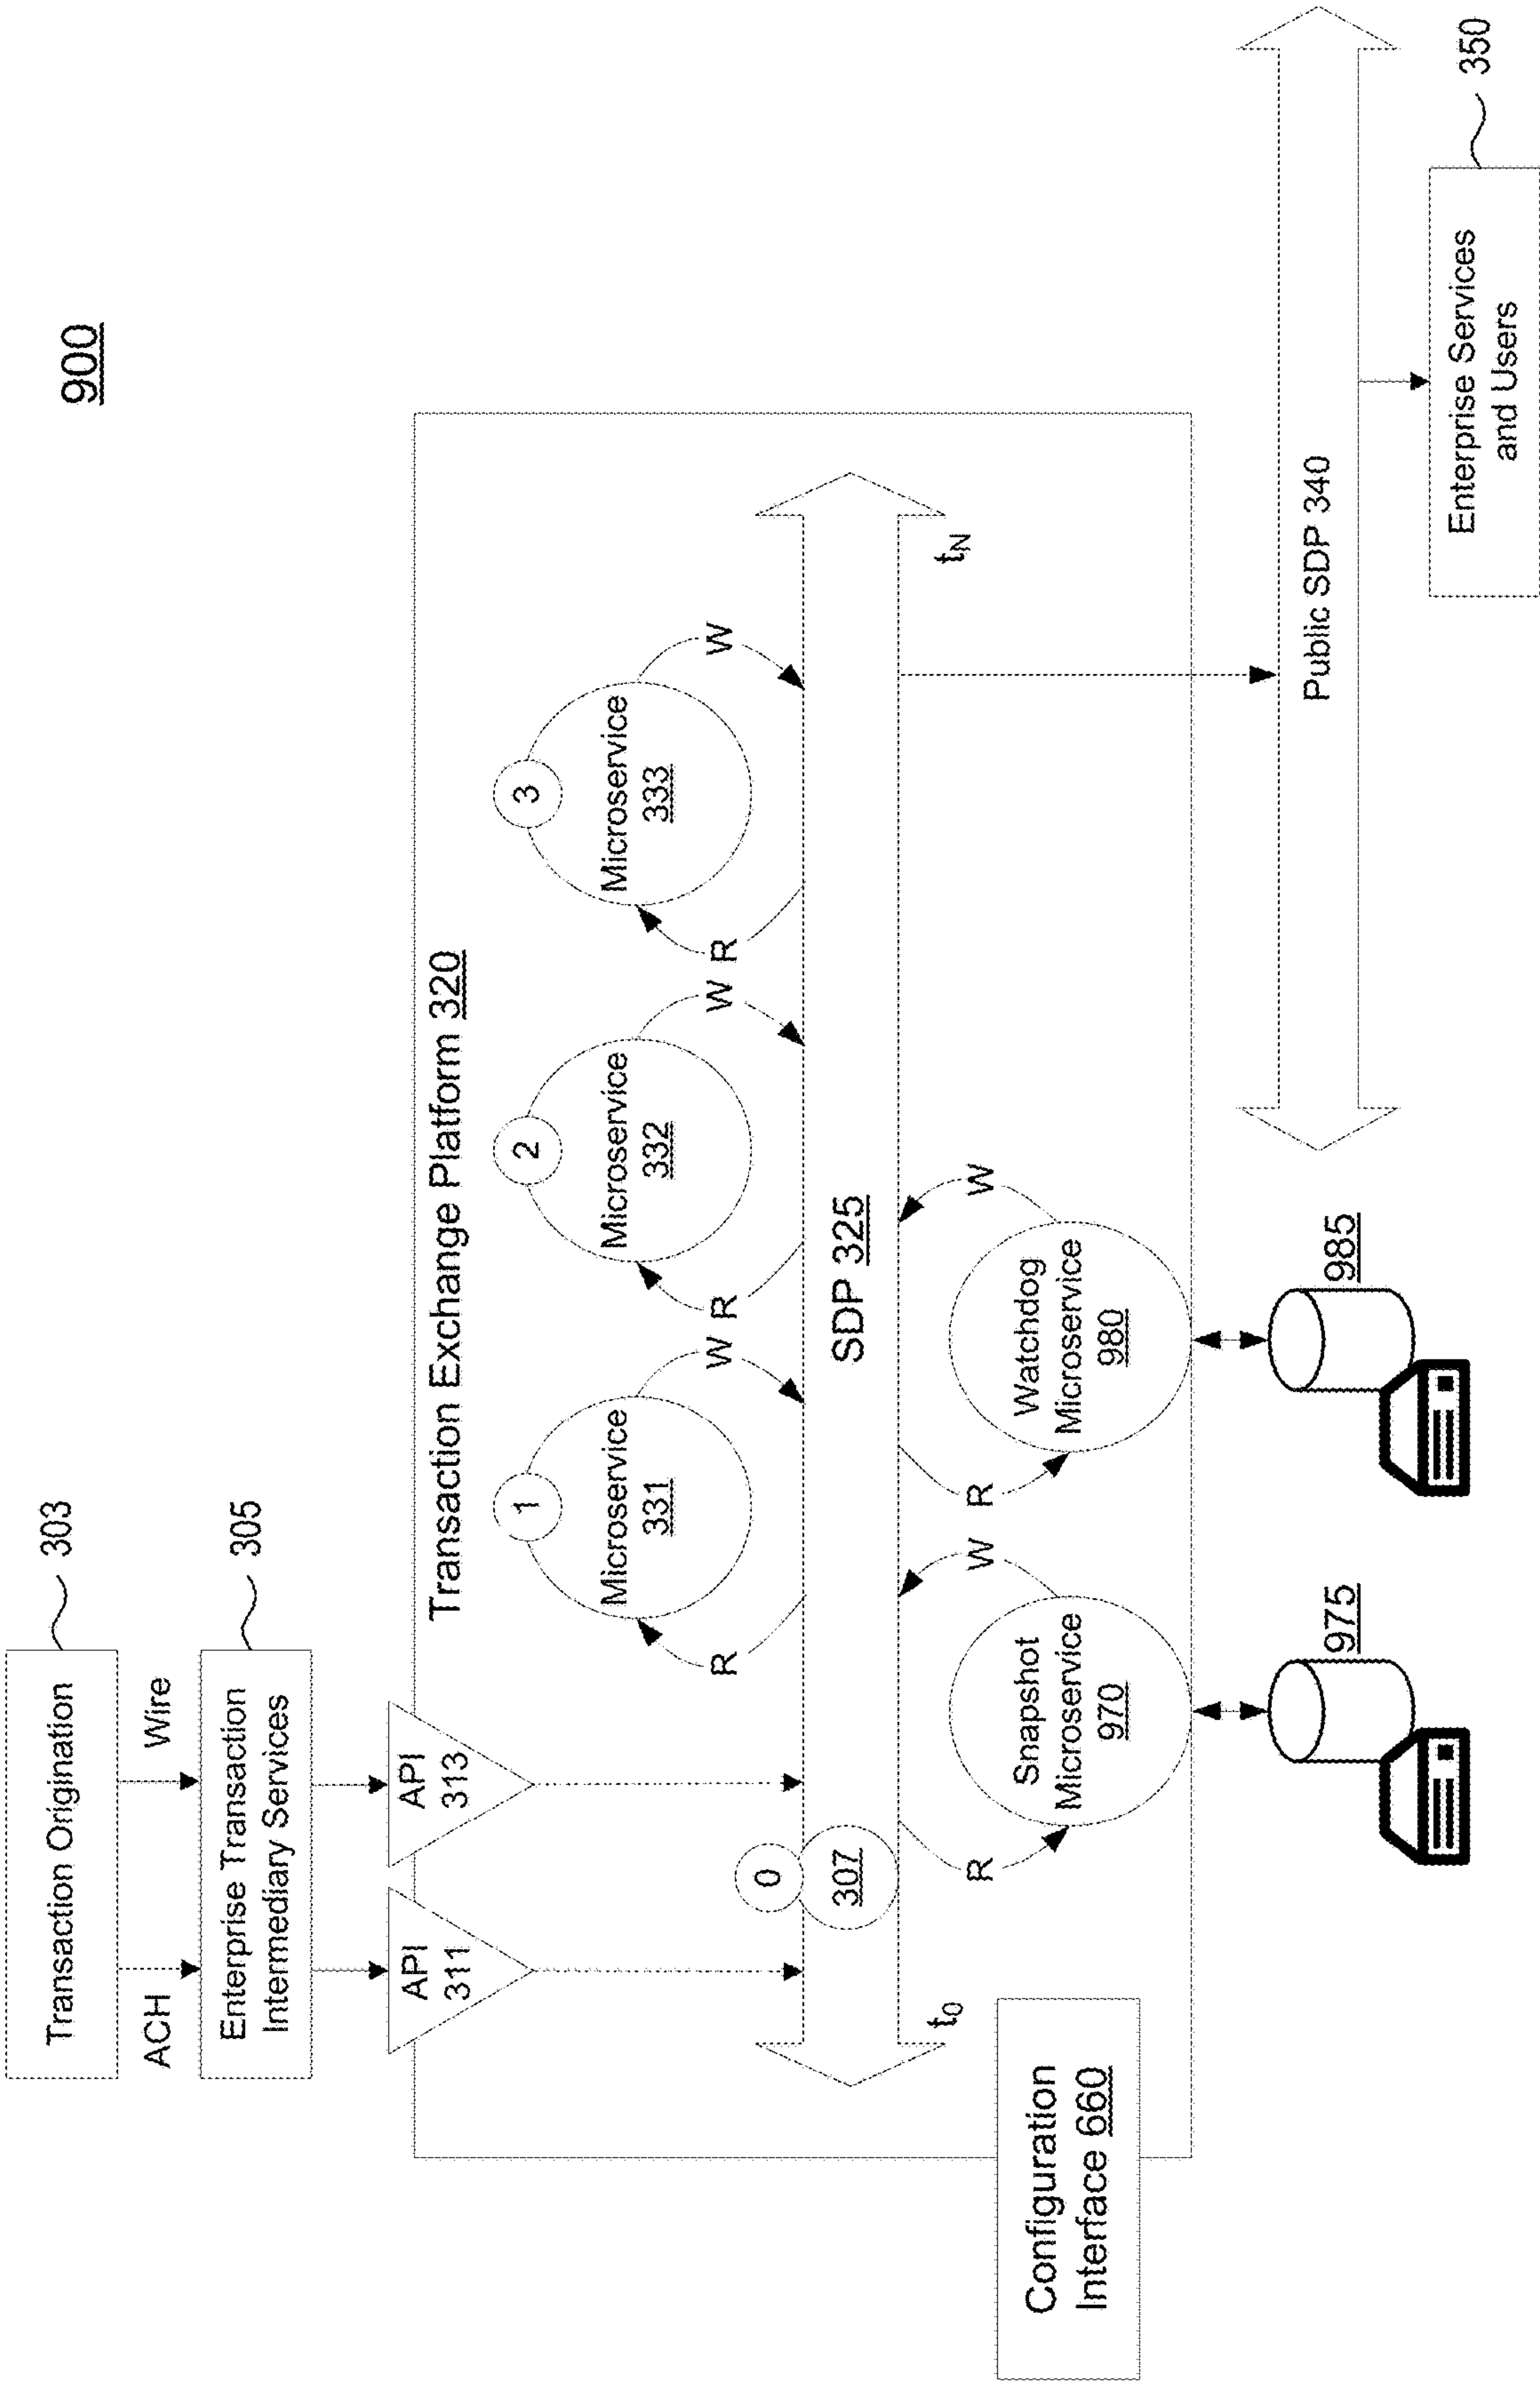 900
Transaction Origination
303
ACH
Wire
Enterprise Transaction
Intermediary Services
305
API
311
API
313
Transaction Exchange Platform 320
1
Microservice
331
R
W
2
Microservice
332
R
W
3
Microservice
333
R
W
0
307
SDP 325
t0
tN
R
Snapshot
Microservice
970
W
R
Watchdog
Microservice
980
W
Configuration
Interface 660
975
985
Public SDP 340
Enterprise Services
and Users
350